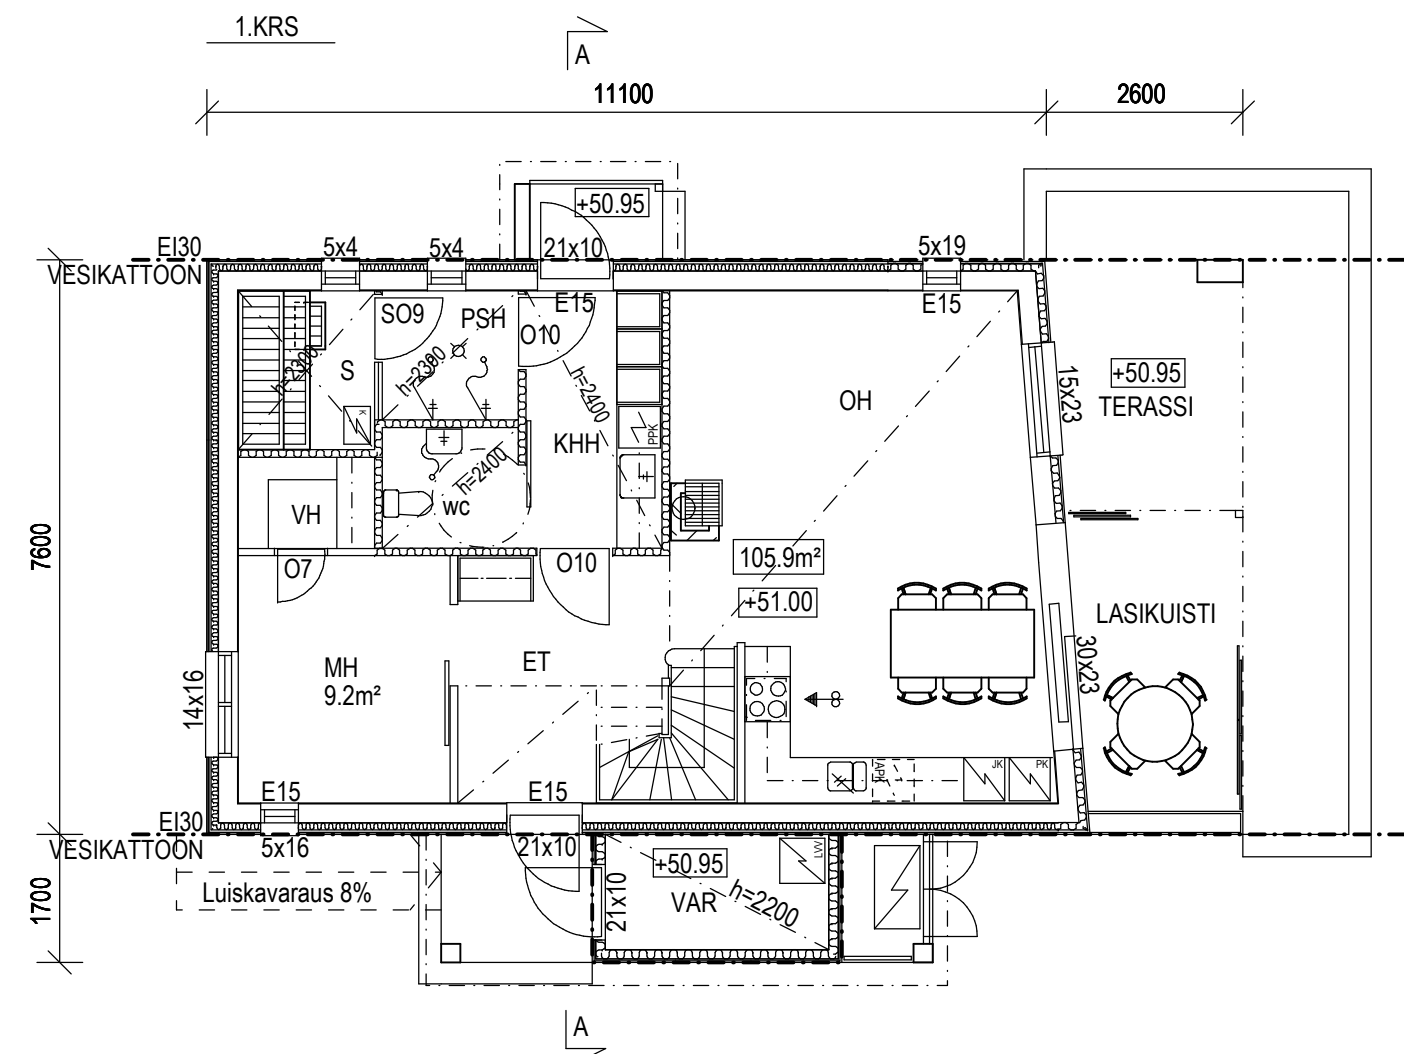 1.KRS
A
11100
2600
+50.95
EI30
VESIKATTOON
5x4
5x4
21x10
5x19
E15
E15
SO9
PSH
O10
S
h=2300
h=2300
h=2400
K
OH
15x23
+50.95
TERASSI
KHH
PPK
h=2400
VH
wc
7600
O7
O10
105.9m²
+51.00
LASIKUISTI
MH
9.2m²
ET
14x16
30x23
APK
JK
PK
E15
E15
EI30
VESIKATTOON
5x16
21x10
+50.95
LVV
21x10
VAR
h=2200
Luiskavaraus 8%
1700
A